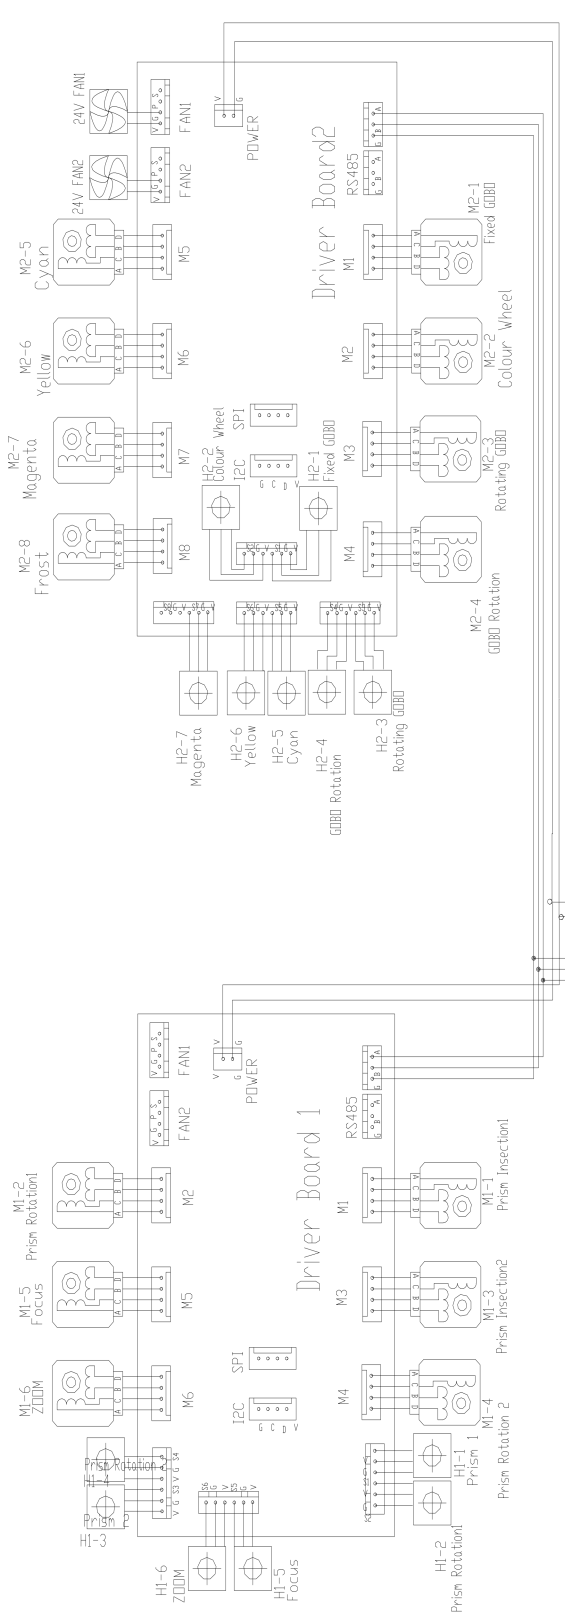 24V FAN1
V G P S
FAN1
V
G
POWER
24V FAN2
V G P S
FAN2
Driver Board2
RS485
G B A
G B A
M2-5
Cyan
A C B D
M5
M1
A C B D
M2-1
Fixed GOBO
M2-6
Yellow
A C B D
M6
M2
A C B D
M2-2
Colour Wheel
M2-7
Magenta
A C B D
M7
SPI
I2C
G C D V
M3
A C B D
M2-3
Rotating GOBO
M2-8
Frost
A C B D
M8
H2-2
Colour Wheel
H2-1
Fixed GOBO
M4
A C B D
M2-4
GOBO Rotation
H2-7
Magenta
H2-6
Yellow
H2-5
Cyan
H2-4
GOBO Rotation
H2-3
Rotating GOBO
V G P S
FAN1
V
G
V
G
POWER
V G P S
FAN2
Driver Board 1
RS485
G B A
G B A
M1-2
Prism Rotation1
A C B D
M2
M1
A C B D
M1-1
Prism Insection1
M1-5
Focus
A C B D
M5
M3
A C B D
M1-3
Prism Insection2
M1-6
ZOOM
A C B D
M6
SPI
I2C
G C D V
M4
A C B D
M1-4
Prism Rotation 2
Prism Rotation
H1-4
Prism 2
H1-3
V G S3 V G S4
S6 G V S5 G V
H1-6
ZOOM
H1-5
Focus
H1-1
Prism 1
H1-2
Prism Rotation1